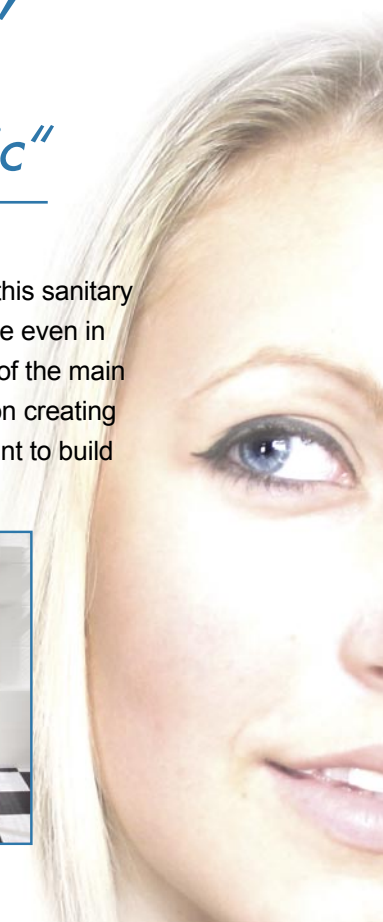 c"
this sanitary
e even in
of the main
on creating
nt to build